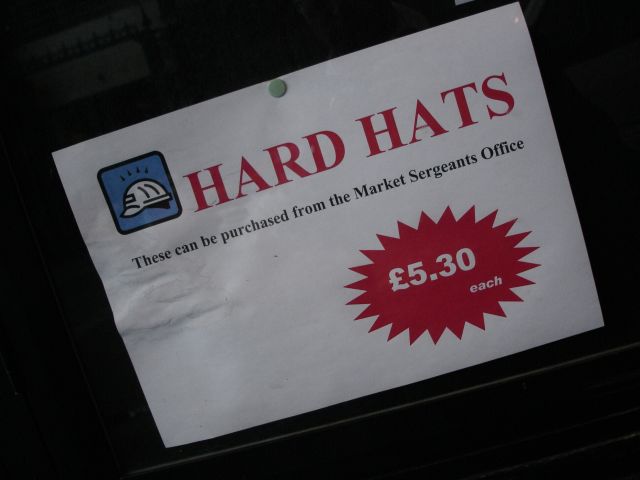 HARD HATS
These can be purchased from the Market Sergeants Office
£5.30
each